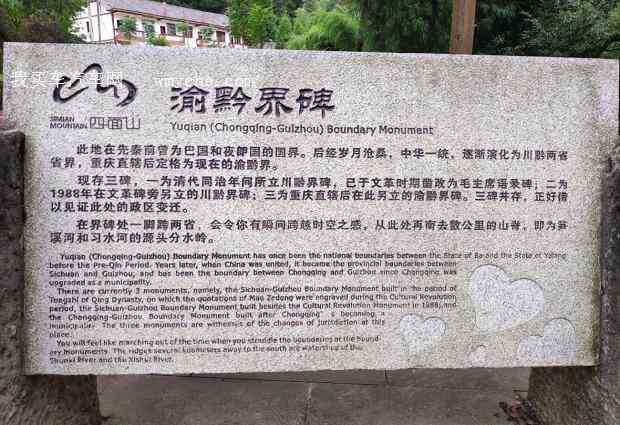 我买车汽车网 www.wmyche.com
SIMIAN
MOUNTAIN 四面山
渝黔界碑
Yuqian (Chongqing-Guizhou) Boundary Monument
此地在先秦前曾为巴国和夜郎国的国界。后经岁月沧桑，中华一统，逐渐演化为川黔两省
省界，重庆直辖后定格为现在的渝黔界。
现存三碑，一为清代同治年间所立川黔界碑，已于文革时期凿改为毛主席语录碑；二为
1988年在文革碑旁另立的川黔界碑；三为重庆直辖后在此另立的渝黔界碑。三碑并存，正好借
以见证此处的政区变迁。
在界碑处一脚跨两省，会令你有瞬间跨越时空之感，从此处再南去数公里的山脊，即为笋
溪河和习水河的源头分水岭。
Yuqian (Chongqing-Guizhou) Boundary Monument has once been the national boundaries between the State of Ba and the State of Yelang
before the Pre-Qin Period. Years later, when China was united, it became the provincial boundaries between
Sichuan and Guizhou, and has been the boundary between Chongqing and Guizhou since Chongqing was
upgraded as a municipality.
There are currently 3 monuments, namely, the Sichuan-Guizhou Boundary Monument built in the period of
Tongzhi of Qing Dynasty, on which the quotations of Mao Zedong were engraved during the Cultural Revolution
period, the Sichuan-Guizhou Boundary Monument built besides the Cultural Revolution Monument in 1988, and
the Chongqing-Guizhou Boundary Monument built after Chongqing' s becoming a
municipality. The three monuments are witnesses of the changes of jurisdiction at this
place.
You will feel like marching out of the time when you straddle the boundaries at the bound-
ary monuments. The ridges several kilometers away to the south are watershed of the
Shunxi River and the Xishui River.